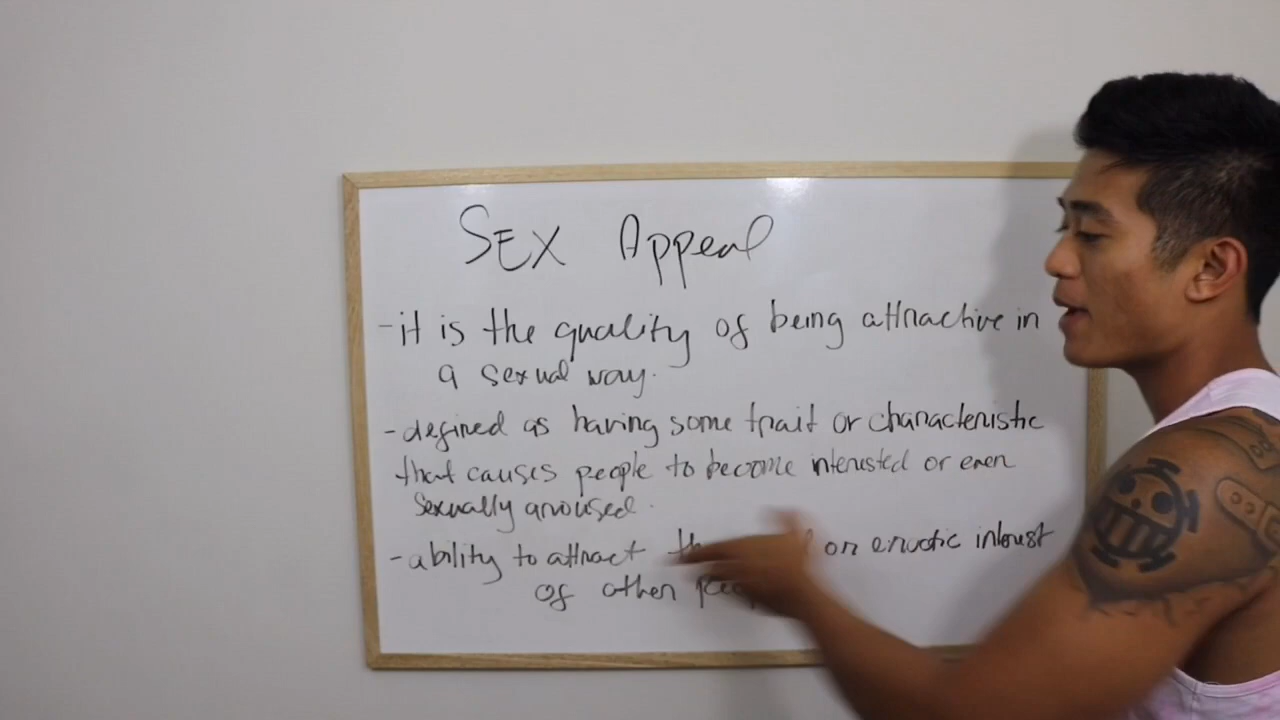 SEX Appeal
- it is the quality of being attractive in
a sexual way.
- defined as having some trait or characteristic
that causes people to become interested or even
sexually aroused.
- ability to attract or erotic interest
of other